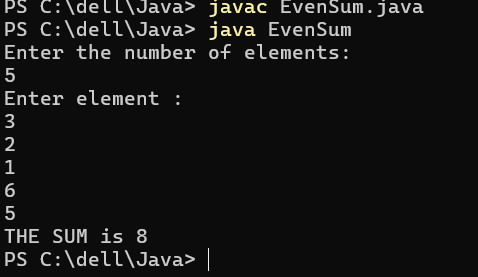 PS C:\dell\Java> javac EvenSum.java
PS C:\dell\Java> java EvenSum
Enter the number of elements:
5
Enter element :
3
2
1
6
5
THE SUM is 8
PS C:\dell\Java>